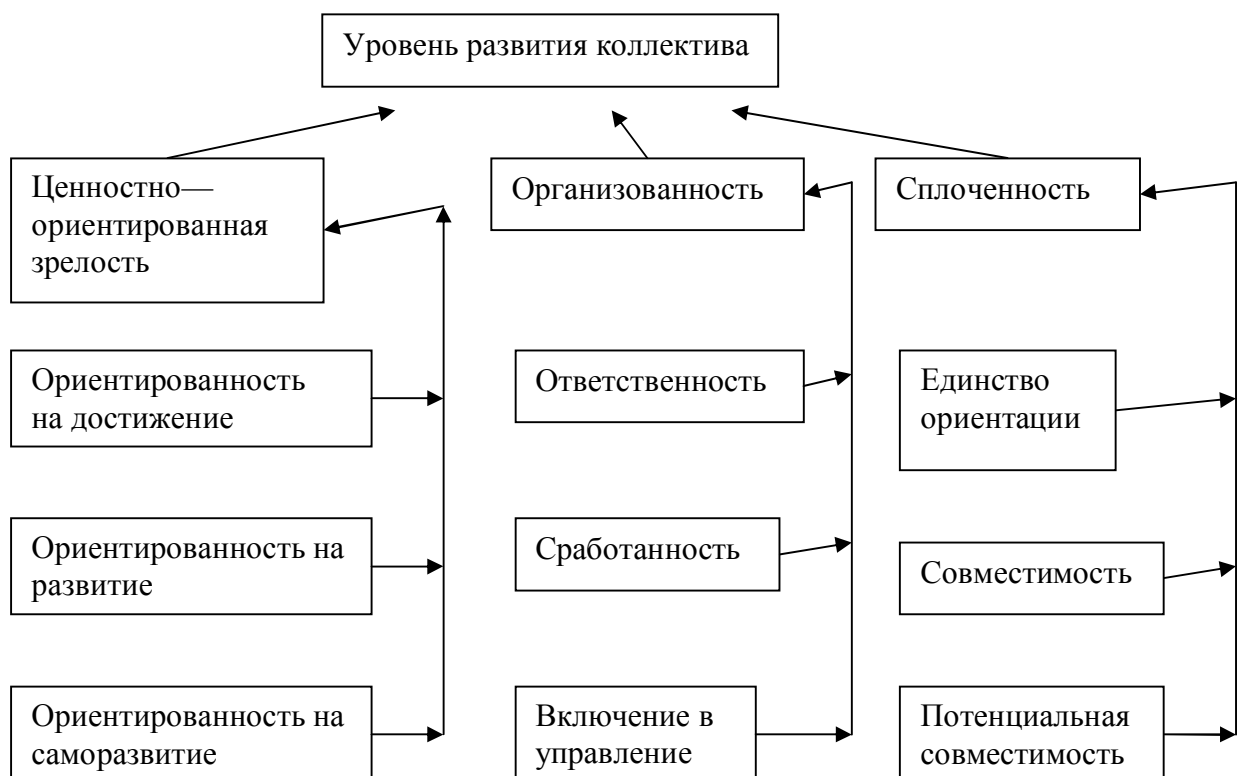 Уровень развития коллектива
Ценностно—
ориентированная
зрелость
Организованность
Сплоченность
Ориентированность
на достижение
Ответственность
Единство
ориентации
Ориентированность на
развитие
Сработанность
Совместимость
Ориентированность на
саморазвитие
Включение в
управление
Потенциальная
совместимость